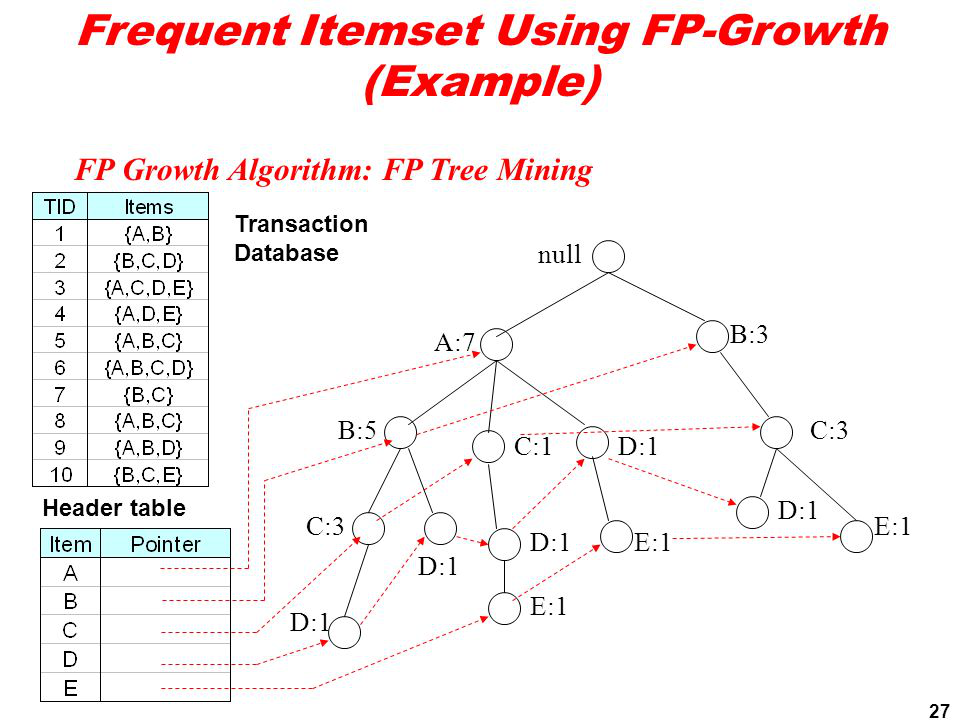 Frequent Itemset Using FP-Growth
(Example)
FP Growth Algorithm: FP Tree Mining
TID Items
1 {A,B}
2 {B,C,D}
3 {A,C,D,E}
4 {A,D,E}
5 {A,B,C}
6 {A,B,C,D}
7 {B,C}
8 {A,B,C}
9 {A,B,D}
10 {B,C,E}
Transaction
Database
Header table
Item Pointer
A
B
C
D
E
null
A:7
B:3
B:5
C:1
D:1
C:3
C:3
D:1
D:1
E:1
D:1
E:1
D:1
E:1
27